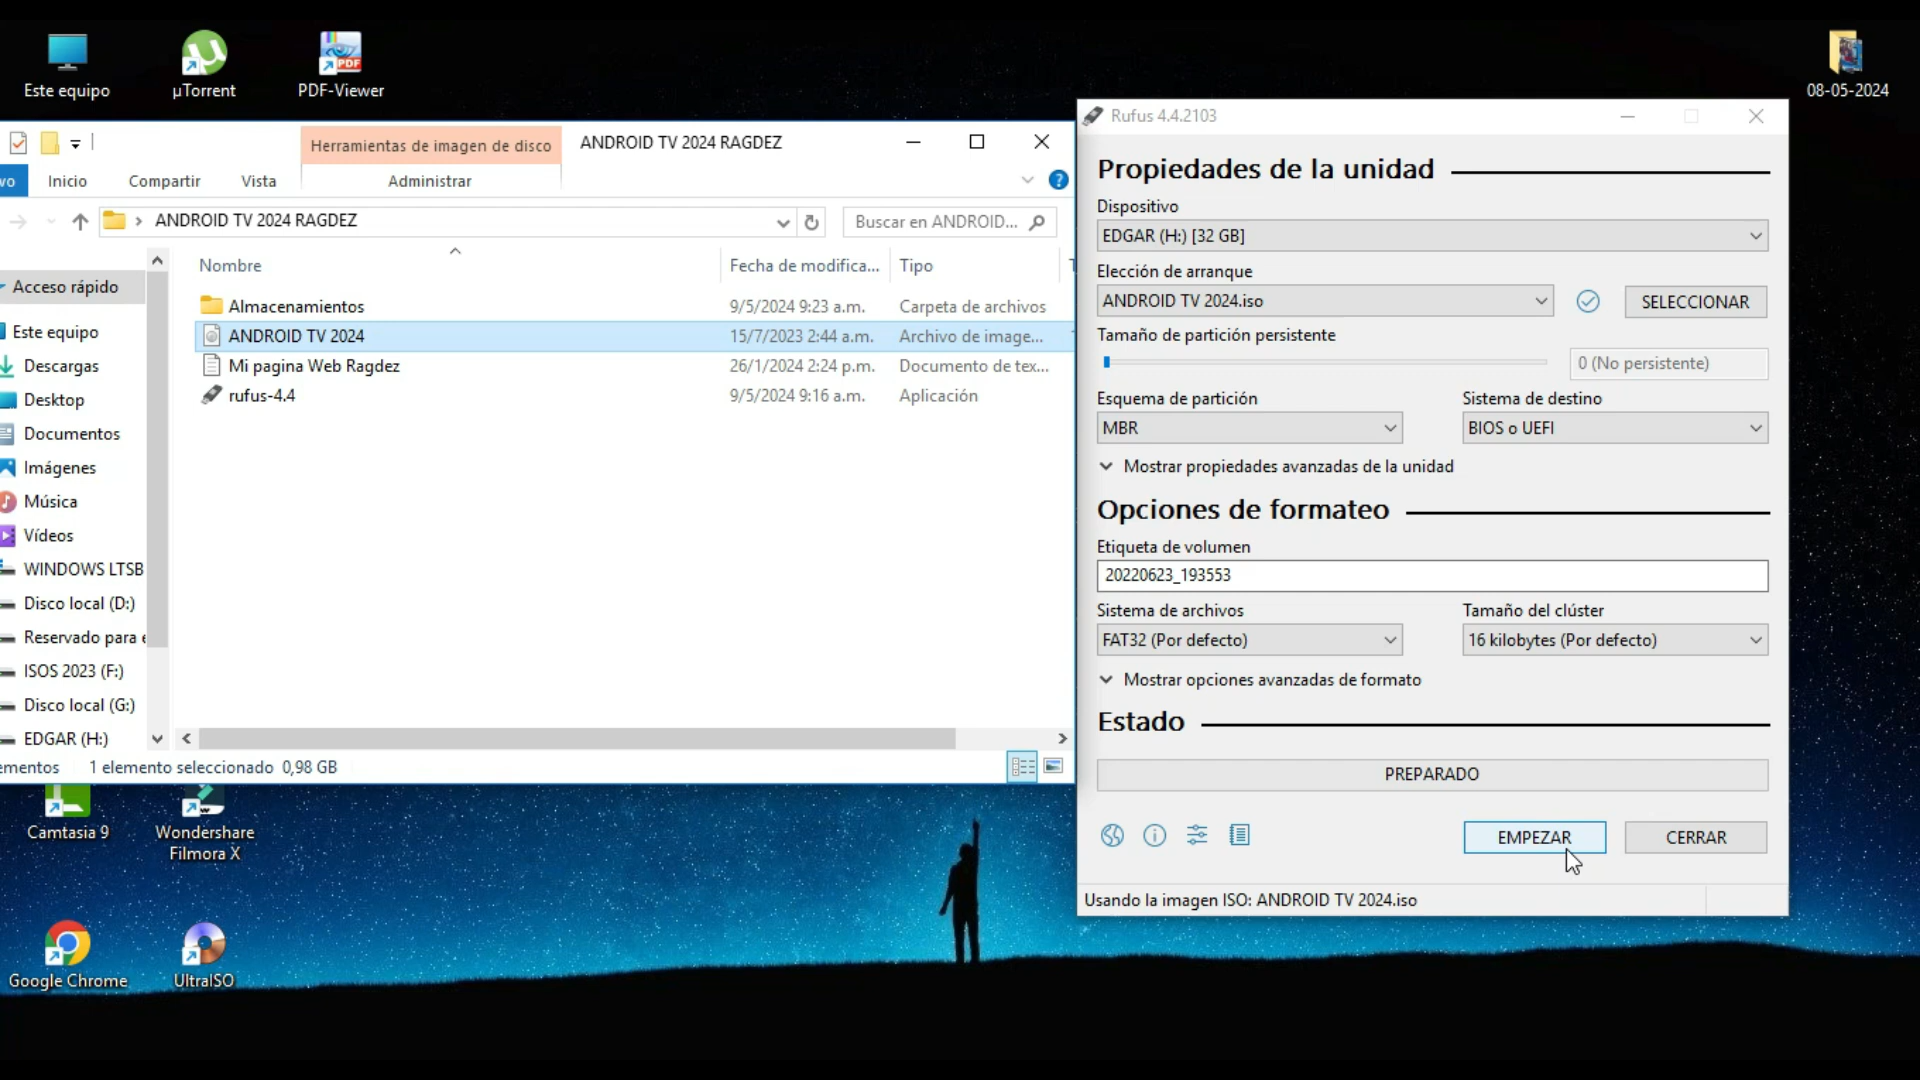 Este equipo
µTorrent
PDF-Viewer
08-05-2024
Herramientas de imagen de disco
ANDROID TV 2024 RAGDEZ
vo
Inicio
Compartir
Vista
Administrar
ANDROID TV 2024 RAGDEZ
Buscar en ANDROID...
Nombre
Fecha de modifica...
Tipo
Acceso rápido
Este equipo
Descargas
Desktop
Documentos
Imágenes
Música
Vídeos
WINDOWS LTSB
Disco local (D:)
Reservado para e
ISOS 2023 (F:)
Disco local (G:)
EDGAR (H:)
Almacenamientos 9/5/2024 9:23 a.m. Carpeta de archivos
ANDROID TV 2024 15/7/2023 2:44 a.m. Archivo de image...
Mi pagina Web Ragdez 26/1/2024 2:24 p.m. Documento de tex...
rufus-4.4 9/5/2024 9:16 a.m. Aplicación
ementos 1 elemento seleccionado 0,98 GB
Rufus 4.4.2103
Propiedades de la unidad
Dispositivo
EDGAR (H:) [32 GB]
Elección de arranque
ANDROID TV 2024.iso
SELECCIONAR
Tamaño de partición persistente
0 (No persistente)
Esquema de partición
Sistema de destino
MBR
BIOS o UEFI
Mostrar propiedades avanzadas de la unidad
Opciones de formateo
Etiqueta de volumen
20220623_193553
Sistema de archivos
Tamaño del clúster
FAT32 (Por defecto)
16 kilobytes (Por defecto)
Mostrar opciones avanzadas de formato
Estado
PREPARADO
EMPEZAR
CERRAR
Usando la imagen ISO: ANDROID TV 2024.iso
Camtasia 9
Wondershare
Filmora X
Google Chrome
UltraISO
PDF